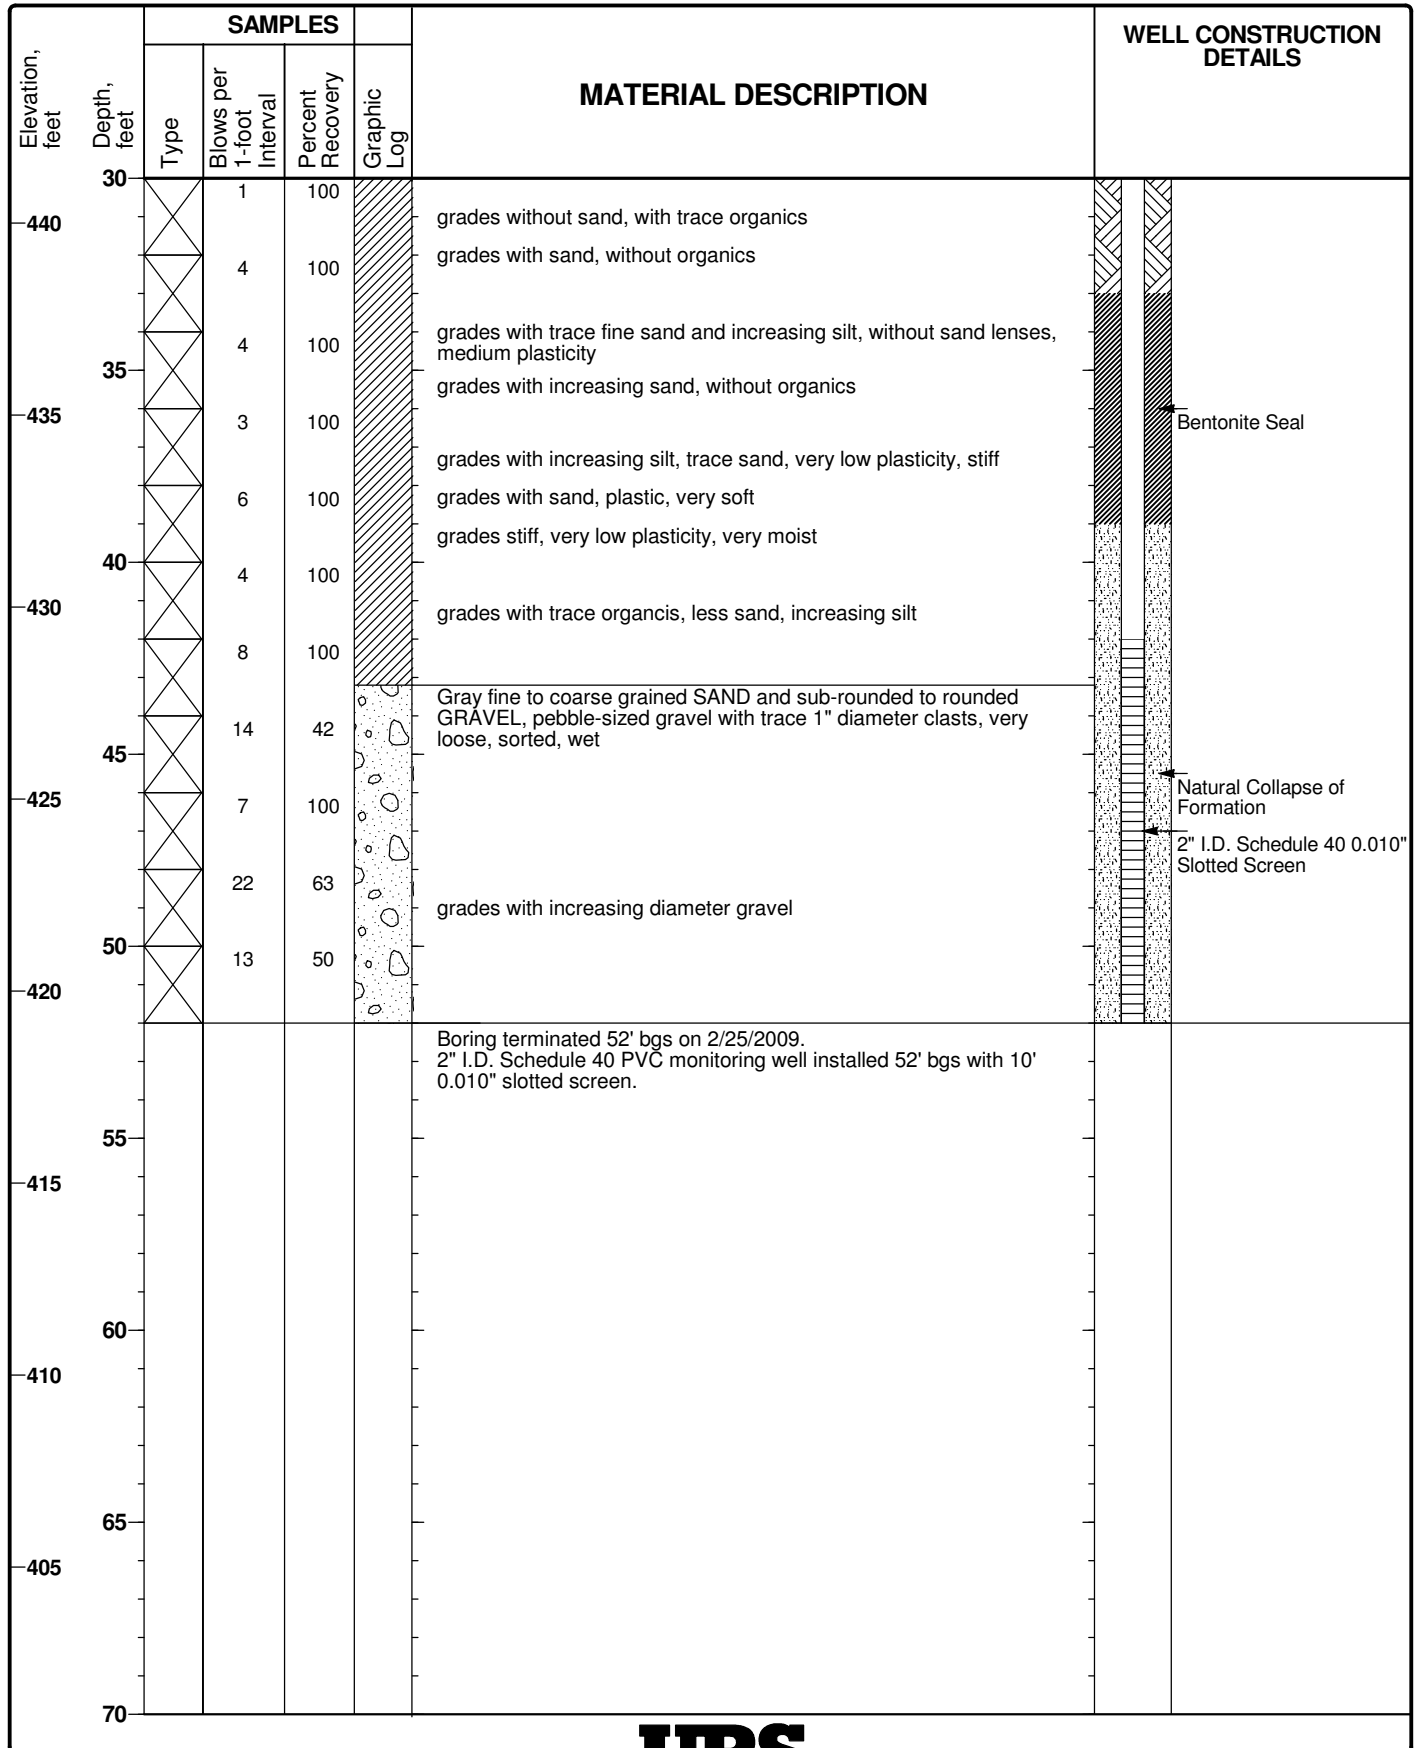 SAMPLES
WELL CONSTRUCTION
DETAILS
MATERIAL DESCRIPTION
Elevation,
feet
Depth,
feet
Type
Blows per
1-foot
Interval
Percent
Recovery
Graphic
Log
30
1 100
grades without sand, with trace organics
440
grades with sand, without organics
4 100
grades with trace fine sand and increasing silt, without sand lenses,
medium plasticity
4 100
35
grades with increasing sand, without organics
435
3 100
Bentonite Seal
grades with increasing silt, trace sand, very low plasticity, stiff
6 100
grades with sand, plastic, very soft
grades stiff, very low plasticity, very moist
40
4 100
430
grades with trace organcis, less sand, increasing silt
8 100
Gray fine to coarse grained SAND and sub-rounded to rounded
GRAVEL, pebble-sized gravel with trace 1" diameter clasts, very
loose, sorted, wet
14 42
45
Natural Collapse of
Formation
425
7 100
2" I.D. Schedule 40 0.010"
Slotted Screen
22 63
grades with increasing diameter gravel
50
13 50
420
Boring terminated 52' bgs on 2/25/2009.
2" I.D. Schedule 40 PVC monitoring well installed 52' bgs with 10'
0.010" slotted screen.
55
415
60
410
65
405
70
URS